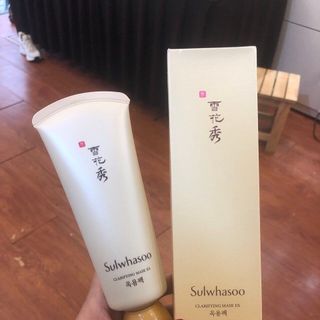 雪花秀
Sulwhasoo
CLARIFYING MASK EX
옥용팩
雪花秀
Sulwhasoo
CLARIFYING MASK EX
옥용팩